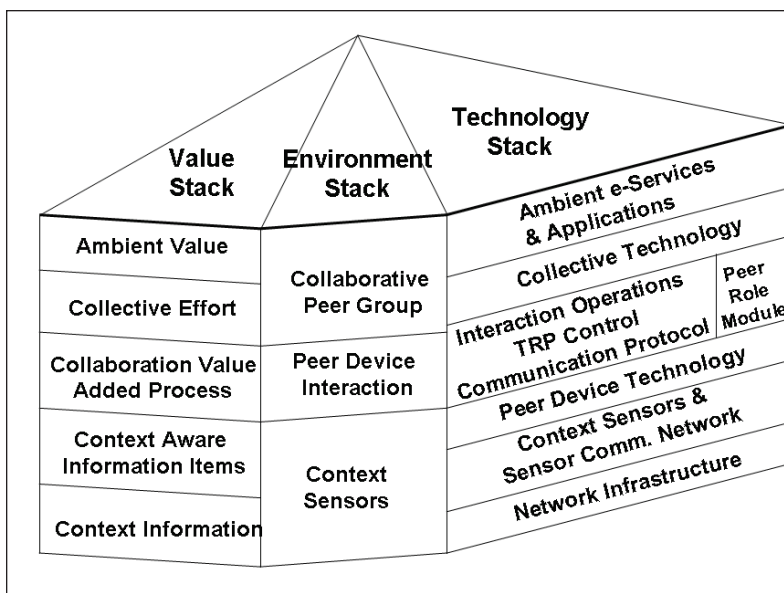 Value
Stack
Environment
Stack
Technology
Stack
Ambient Value
Collective Effort
Collaboration Value
Added Process
Context Aware
Information Items
Context Information
Collaborative
Peer Group
Peer Device
Interaction
Context
Sensors
Ambient e-Services
& Applications
Collective Technology
Interaction Operations
TRP Control
Communication Protocol
Peer
Role
Module
Peer Device Technology
Context Sensors &
Sensor Comm. Network
Network Infrastructure